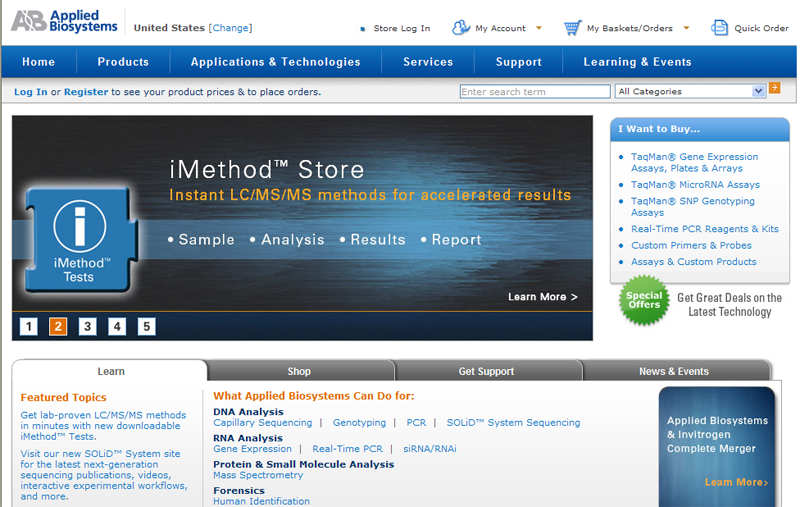 AB Applied Biosystems
United States [Change]
Store Log In
My Account
My Baskets/Orders
Quick Order
Home
Products
Applications & Technologies
Services
Support
Learning & Events
Log In or Register to see your product prices & to place orders.
Enter search term
All Categories
iMethod™ Store
Instant LC/MS/MS methods for accelerated results
• Sample • Analysis • Results • Report
i
iMethod™
Tests
Learn More >
1 2 3 4 5
I Want to Buy...
• TaqMan® Gene Expression
Assays, Plates & Arrays
• TaqMan® MicroRNA Assays
• TaqMan® SNP Genotyping
Assays
• Real-Time PCR Reagents & Kits
• Custom Primers & Probes
• Assays & Custom Products
Special
Offers
Get Great Deals on the
Latest Technology
Learn
Shop
Get Support
News & Events
Featured Topics
Get lab-proven LC/MS/MS methods
in minutes with new downloadable
iMethod™ Tests.
Visit our new SOLiD™ System site
for the latest next-generation
sequencing publications, videos,
interactive experimental workflows,
and more.
What Applied Biosystems Can Do for:
DNA Analysis
Capillary Sequencing | Genotyping | PCR | SOLiD™ System Sequencing
RNA Analysis
Gene Expression | Real-Time PCR | siRNA/RNAi
Protein & Small Molecule Analysis
Mass Spectrometry
Forensics
Human Identification
Applied Biosystems
& Invitrogen
Complete Merger
Learn More>